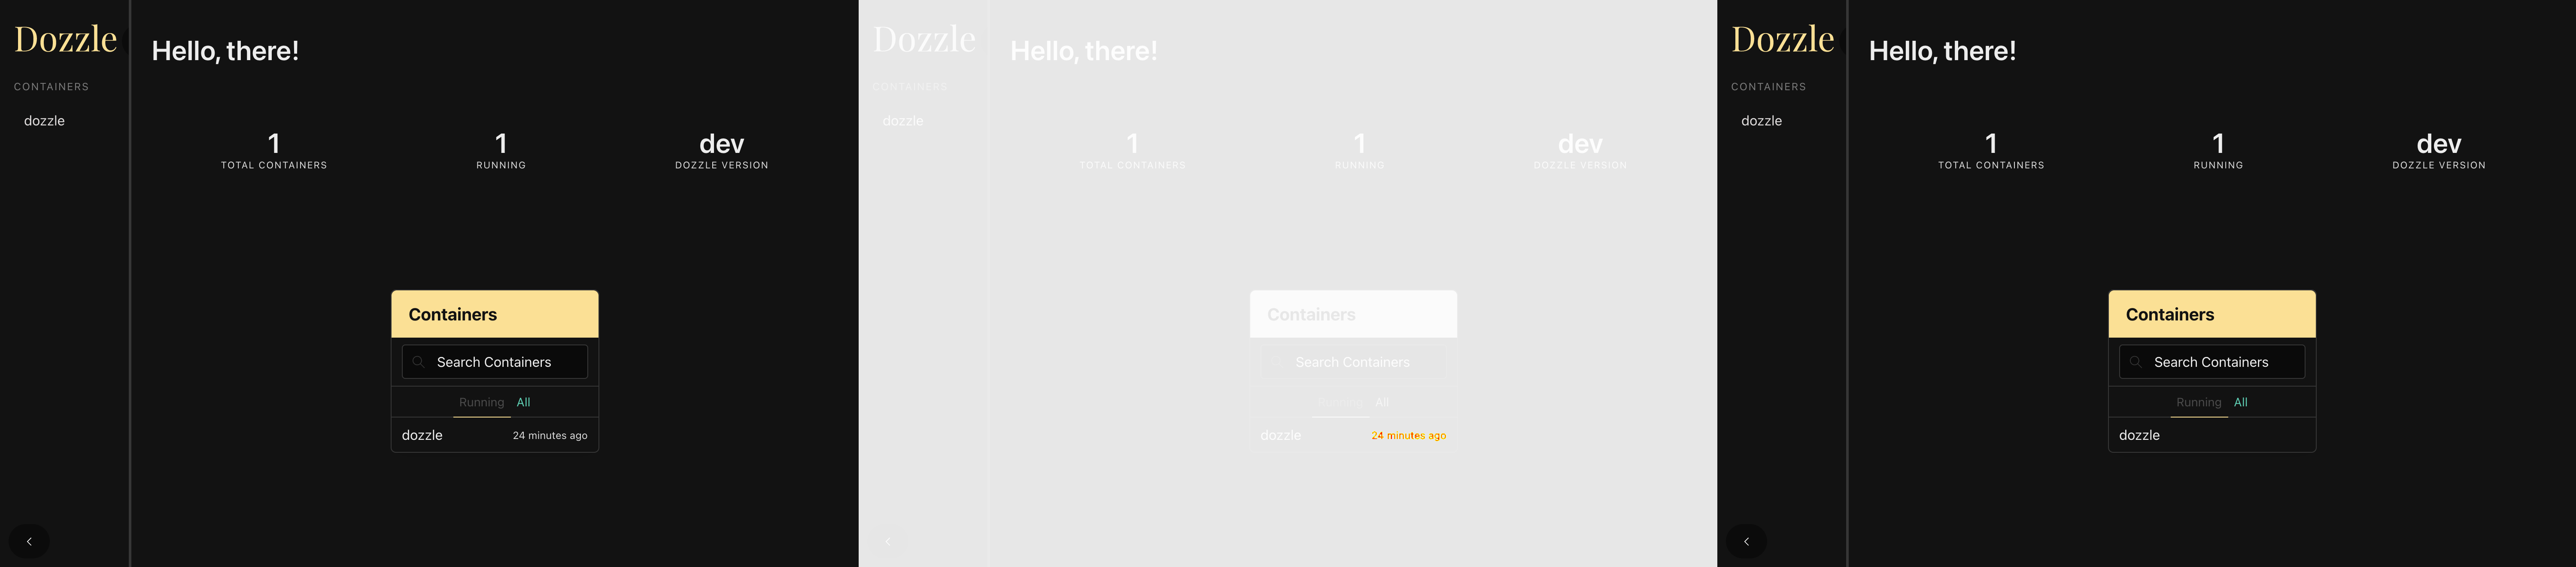 Dozzle
CONTAINERS
dozzle
Hello, there!
1
TOTAL CONTAINERS
1
RUNNING
dev
DOZZLE VERSION
Containers
Search Containers
Running All
dozzle 24 minutes ago
Dozzle
CONTAINERS
dozzle
Hello, there!
1
TOTAL CONTAINERS
1
RUNNING
dev
DOZZLE VERSION
Containers
Search Containers
Running All
dozzle 24 minutes ago
Dozzle
CONTAINERS
dozzle
Hello, there!
1
TOTAL CONTAINERS
1
RUNNING
dev
DOZZLE VERSION
Containers
Search Containers
Running All
dozzle